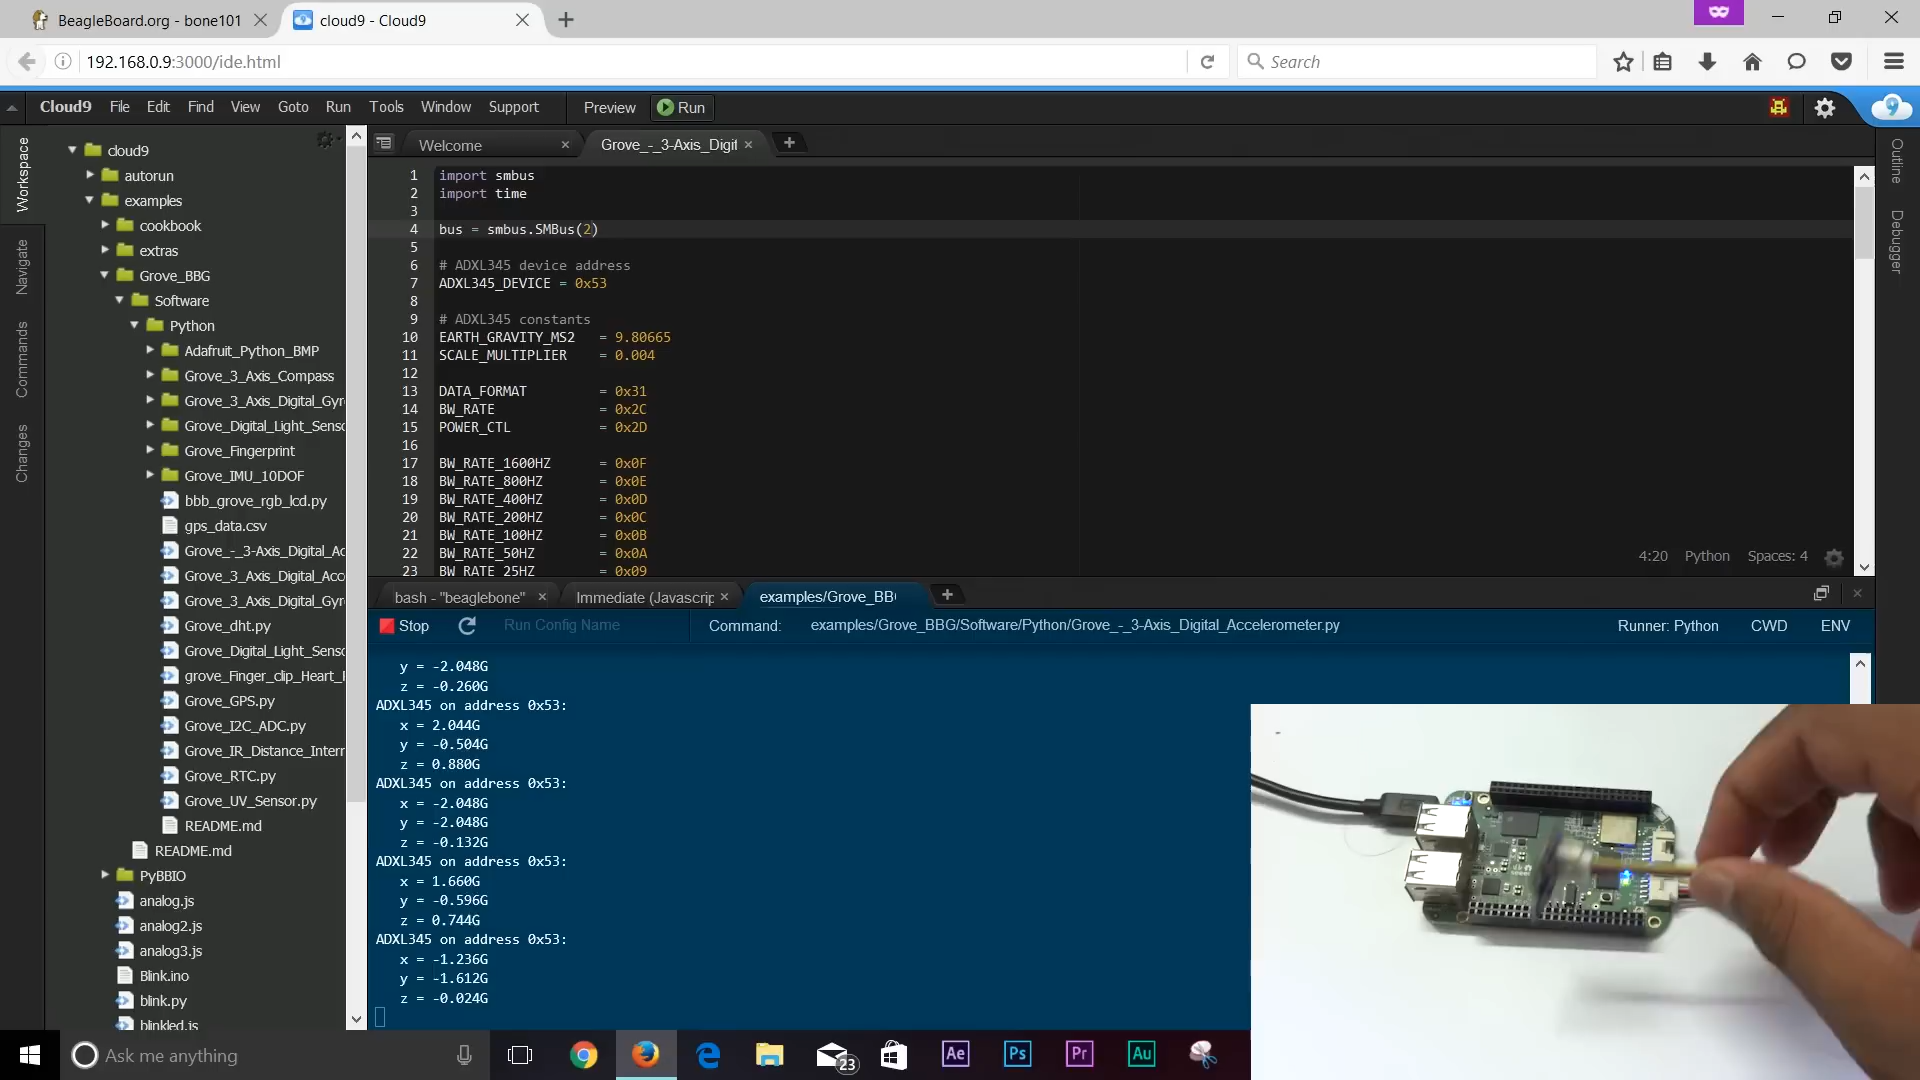 BeagleBoard.org - bone101
cloud9 - Cloud9
192.168.0.9:3000/ide.html
Search
Cloud9 File Edit Find View Goto Run Tools Window Support Preview Run
9
Workspace
Navigate
Commands
Changes
cloud9
autorun
examples
cookbook
extras
Grove_BBG
Software
Python
Adafruit_Python_BMP
Grove_3_Axis_Compass
Grove_3_Axis_Digital_Gyr
Grove_Digital_Light_Senso
Grove_Fingerprint
Grove_IMU_10DOF
bbb_grove_rgb_lcd.py
gps_data.csv
Grove_-_3-Axis_Digital_Ac
Grove_3_Axis_Digital_Acce
Grove_3_Axis_Digital_Gyro
Grove_dht.py
Grove_Digital_Light_Senso
grove_Finger_clip_Heart_
Grove_GPS.py
Grove_I2C_ADC.py
Grove_IR_Distance_Interr
Grove_RTC.py
Grove_UV_Sensor.py
README.md
README.md
PyBBIO
analog.js
analog2.js
analog3.js
Blink.ino
blink.py
blinkled.js
Welcome
Grove_-_3-Axis_Digit
1 import smbus
2 import time
3
4 bus = smbus.SMBus(2)
5
6 # ADXL345 device address
7 ADXL345_DEVICE = 0x53
8
9 # ADXL345 constants
10 EARTH_GRAVITY_MS2 = 9.80665
11 SCALE_MULTIPLIER = 0.004
12
13 DATA_FORMAT = 0x31
14 BW_RATE = 0x2C
15 POWER_CTL = 0x2D
16
17 BW_RATE_1600HZ = 0x0F
18 BW_RATE_800HZ = 0x0E
19 BW_RATE_400HZ = 0x0D
20 BW_RATE_200HZ = 0x0C
21 BW_RATE_100HZ = 0x0B
22 BW_RATE_50HZ = 0x0A
23 BW_RATE_25HZ = 0x09
4:20 Python Spaces: 4
Outline
Debugger
bash - "beaglebone"
Immediate (Javascrip
examples/Grove_BB
Stop
Run Config Name
Command: examples/Grove_BBG/Software/Python/Grove_-_3-Axis_Digital_Accelerometer.py
Runner: Python
CWD
ENV
y = -2.048G
z = -0.260G
ADXL345 on address 0x53:
x = 2.044G
y = -0.504G
z = 0.880G
ADXL345 on address 0x53:
x = -2.048G
y = -2.048G
z = -0.132G
ADXL345 on address 0x53:
x = 1.660G
y = -0.596G
z = 0.744G
ADXL345 on address 0x53:
x = -1.236G
y = -1.612G
z = -0.024G
Ask me anything
23
Ae
Ps
Pr
Au